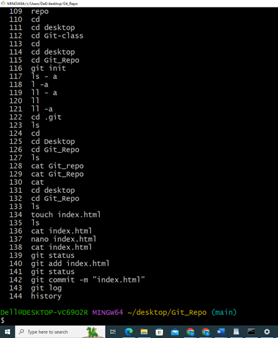 MINGW64:/c/Users/Dell/desktop/Git_Repo
109 repo
110 cd
111 cd desktop
112 cd Git-class
113 cd
114 cd desktop
115 cd Git_Repo
116 git init
117 ls - a
118 l -a
119 ll - a
120 ll
121 ll -a
122 cd .git
123 ls
124 cd
125 cd Desktop
126 cd Git_Repo
127 ls
128 cat Git_repo
129 cat Git_Repo
130 cat
131 cd desktop
132 cd Git_Repo
133 ls
134 touch index.html
135 ls
136 cat index.html
137 nano index.html
138 cat index.html
139 git status
140 git add index.html
141 git status
142 git commit -m "index.html"
143 git log
144 history
Dell@DESKTOP-VC69O2R MINGW64 ~/desktop/Git_Repo (main)
$
Type here to search